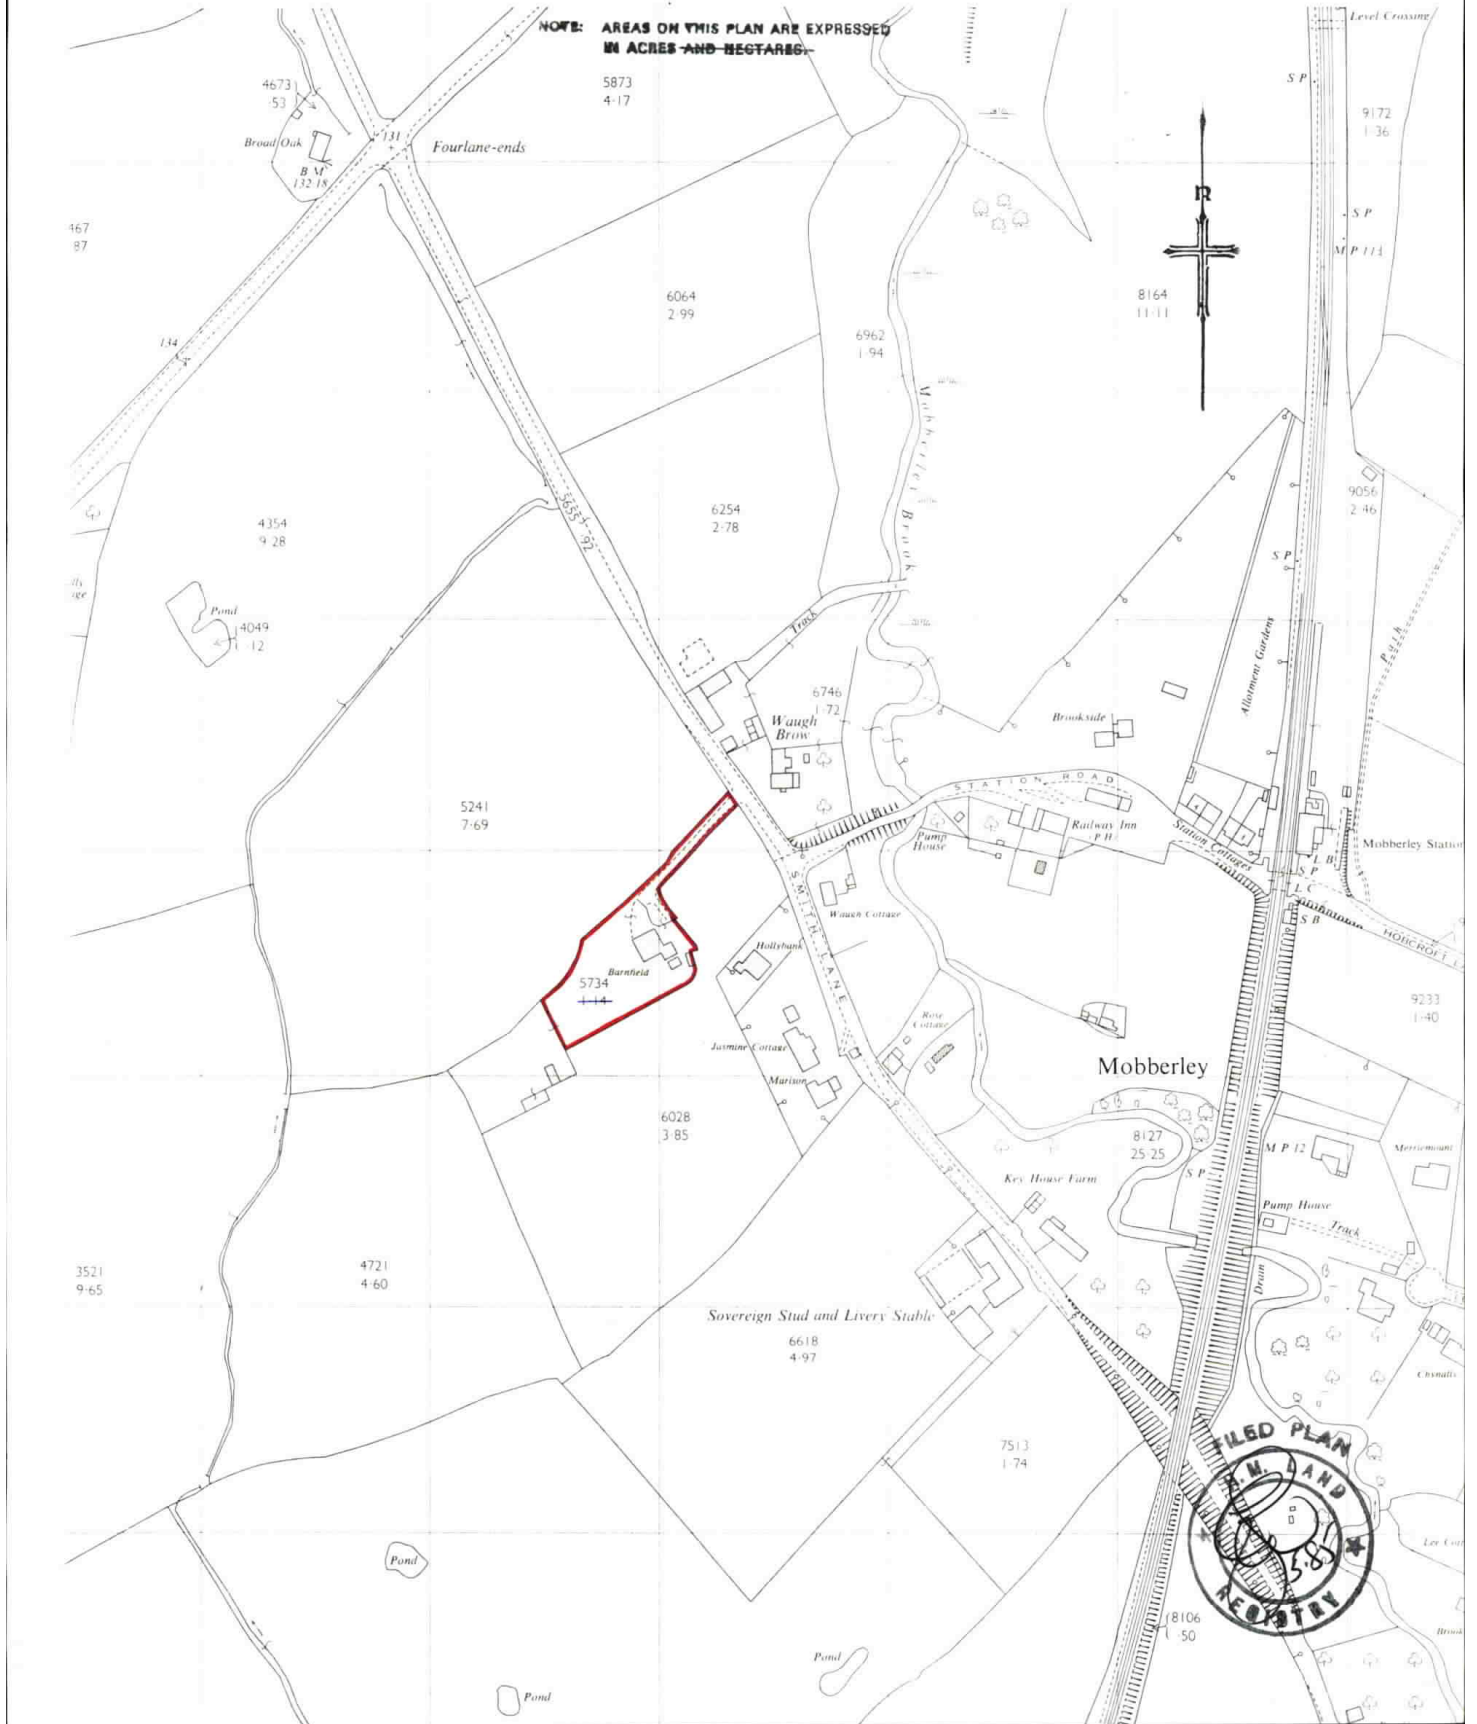 NOTE: AREAS ON THIS PLAN ARE EXPRESSED
IN ACRES AND HECTARES.
Level Crossing
4673
·53
5873
4·17
S P
9172
1·36
Broad Oak
131
Fourlane-ends
B M
132·18
N
S P
467
87
M P 11¾
6064
2·99
8164
11·11
6962
1·94
134
Mobberley Brook
9056
2·46
4354
9·28
6254
2·78
5655 ·92
S P
Pond
4049
1·12
Track
Path
Allotment Gardens
6746
1·72
Waugh
Brow
Brookside
STATION ROAD
5241
7·69
Pump
House
Railway Inn
P H
Station Cottages
Mobberley Station
L B
S P
L C
S B
SMITH LANE
Waugh Cottage
HOBCROFT L
Hollybank
Barnfield
5734
1·14
9233
1·40
Rose
Cottage
Jasmine Cottage
Mobberley
Marison
6028
3·85
8127
25·25
M P 12
Merriemount
S P
Key House Farm
Pump House
Track
3521
9·65
4721
4·60
Drain
Sovereign Stud and Livery Stable
6618
4·97
Chynalls
7513
1·74
FILED PLAN
H.M. LAND
REGISTRY
Pond
8106
·50
Pond
Pond